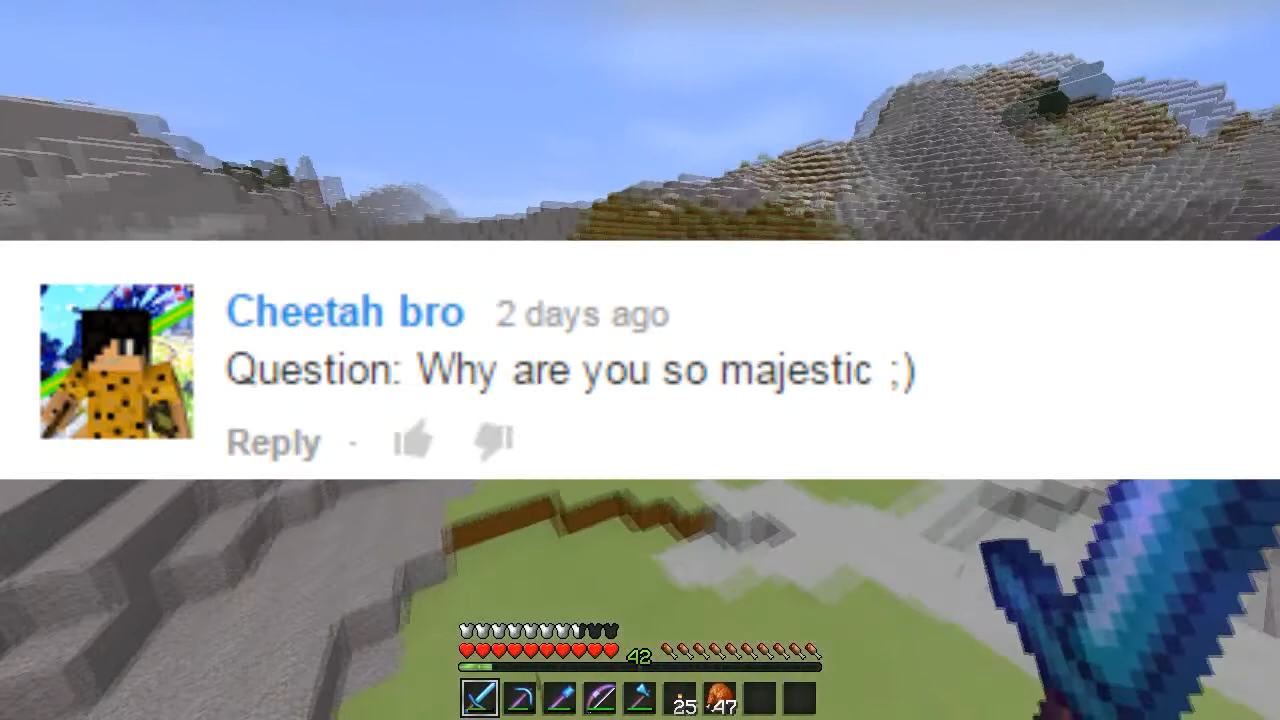 Cheetah bro 2 days ago
Question: Why are you so majestic ;)
Reply ·
42
25 47